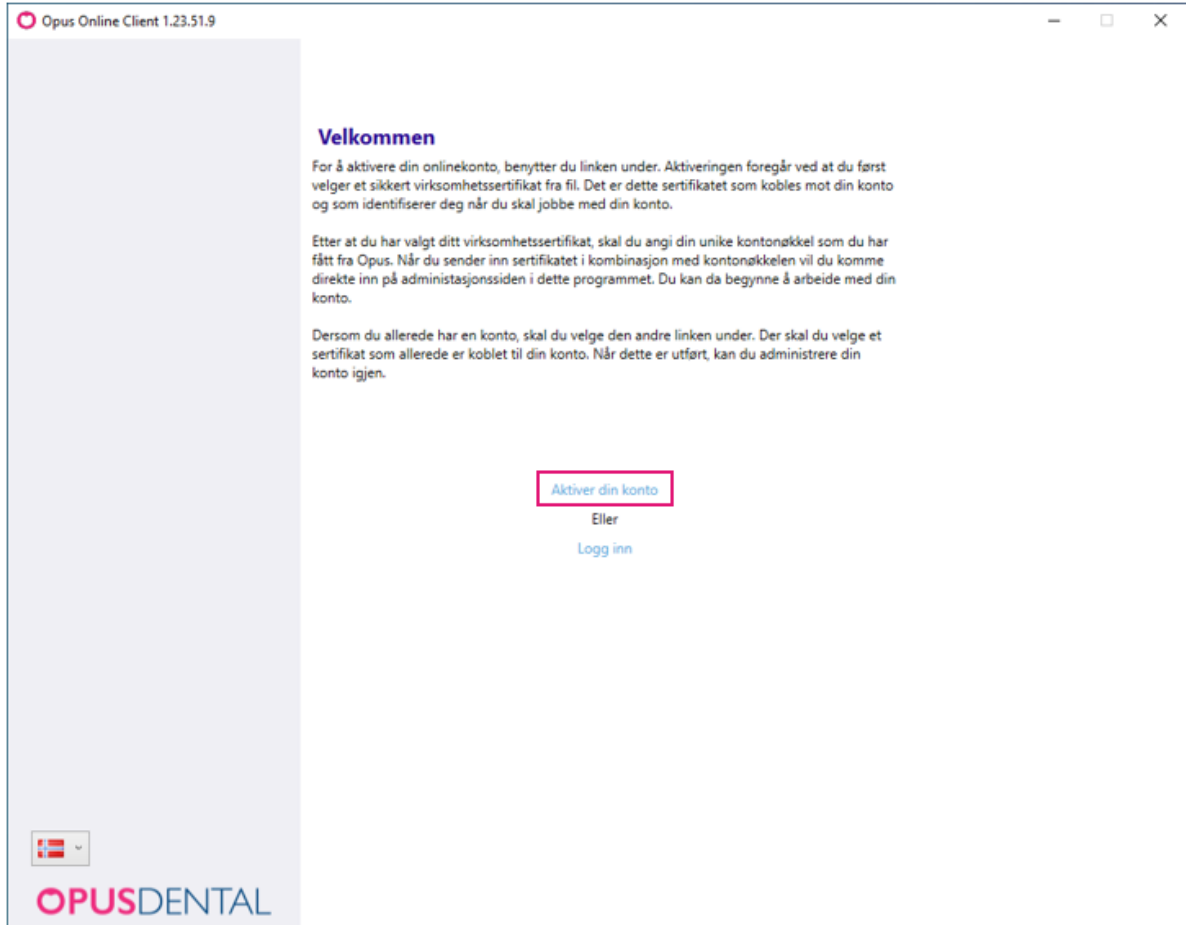 Opus Online Client 1.23.51.9
Velkommen
For å aktivere din onlinekonto, benytter du linken under. Aktiveringen foregår ved at du først
velger et sikkert virksomhetssertifikat fra fil. Det er dette sertifikatet som kobles mot din konto
og som identifiserer deg når du skal jobbe med din konto.
Etter at du har valgt ditt virksomhetssertifikat, skal du angi din unike kontonøkkel som du har
fått fra Opus. Når du sender inn sertifikatet i kombinasjon med kontonøkkelen vil du komme
direkte inn på administasjonssiden i dette programmet. Du kan da begynne å arbeide med din
konto.
Dersom du allerede har en konto, skal du velge den andre linken under. Der skal du velge et
sertifikat som allerede er koblet til din konto. Når dette er utført, kan du administrere din
konto igjen.
Aktiver din konto
Eller
Logg inn
OPUSDENTAL